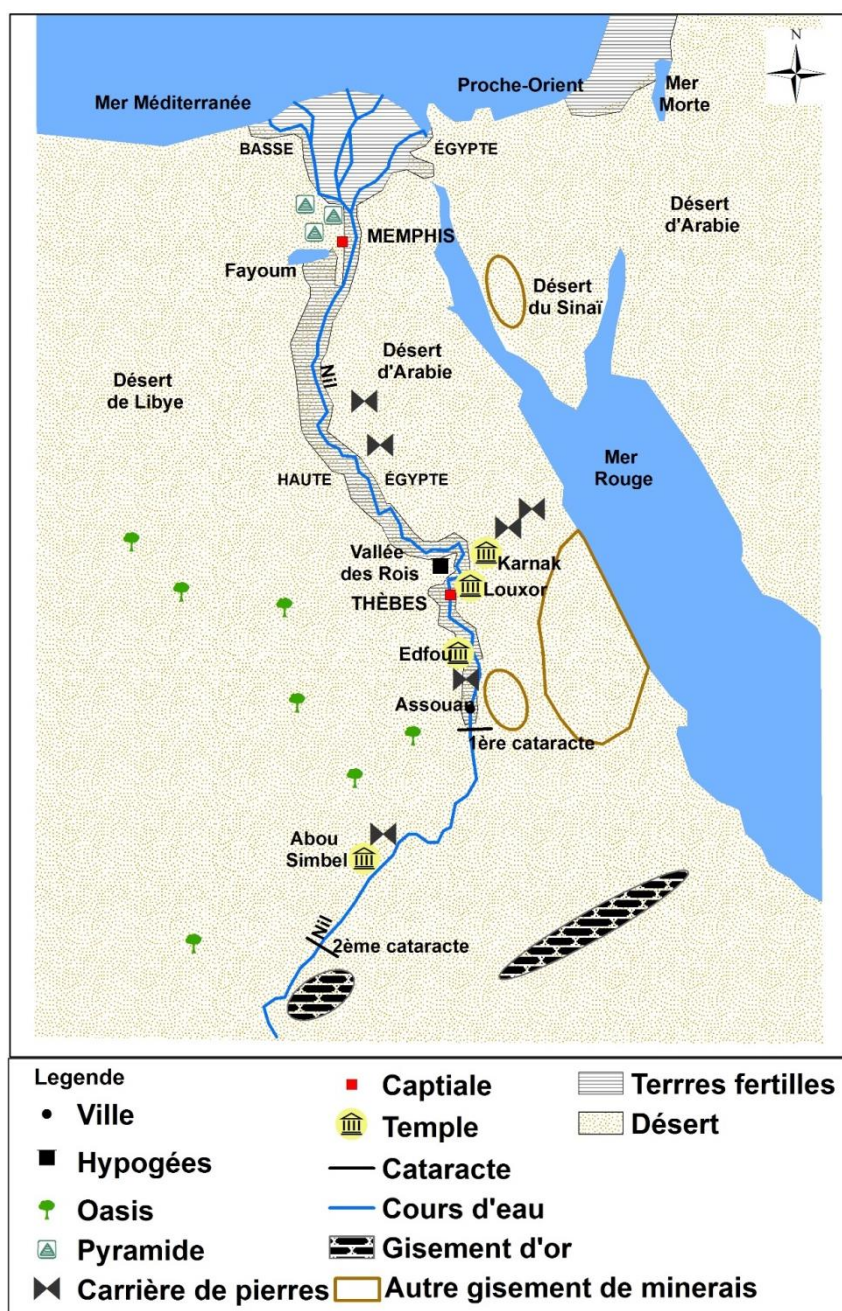 N
Mer Méditerranée
Proche-Orient
Mer
Morte
BASSE
ÉGYPTE
Désert
d'Arabie
MEMPHIS
Fayoum
Désert
du Sinaï
Désert
de Libye
Nil
Désert
d'Arabie
HAUTE
ÉGYPTE
Mer
Rouge
Vallée
des Rois
Karnak
Louxor
THÈBES
Edfou
Assouan
1ère cataracte
Abou
Simbel
Nil
2ème cataracte
Legende
Ville
Hypogées
Oasis
Pyramide
Carrière de pierres
Captiale
Temple
Cataracte
Cours d'eau
Gisement d'or
Autre gisement de minerais
Terrres fertilles
Désert